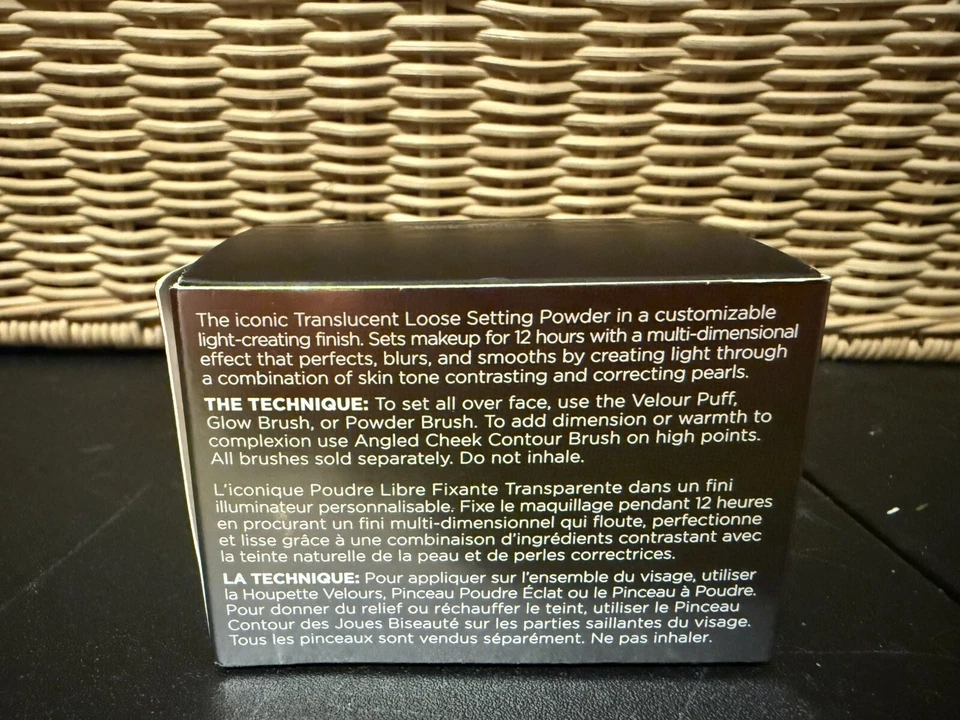 The iconic Translucent Loose Setting Powder in a customizable
light-creating finish. Sets makeup for 12 hours with a multi-dimensional
effect that perfects, blurs, and smooths by creating light through
a combination of skin tone contrasting and correcting pearls.
THE TECHNIQUE: To set all over face, use the Velour Puff,
Glow Brush, or Powder Brush. To add dimension or warmth to
complexion use Angled Cheek Contour Brush on high points.
All brushes sold separately. Do not inhale.
L'iconique Poudre Libre Fixante Transparente dans un fini
illuminateur personnalisable. Fixe le maquillage pendant 12 heures
en procurant un fini multi-dimensionnel qui floute, perfectionne
et lisse grâce à une combinaison d'ingrédients contrastant avec
la teinte naturelle de la peau et de perles correctrices.
LA TECHNIQUE: Pour appliquer sur l'ensemble du visage, utiliser
la Houpette Velours, Pinceau Poudre Éclat ou le Pinceau à Poudre.
Pour donner du relief ou réchauffer le teint, utiliser le Pinceau
Contour des Joues Biseauté sur les parties saillantes du visage.
Tous les pinceaux sont vendus séparément. Ne pas inhaler.